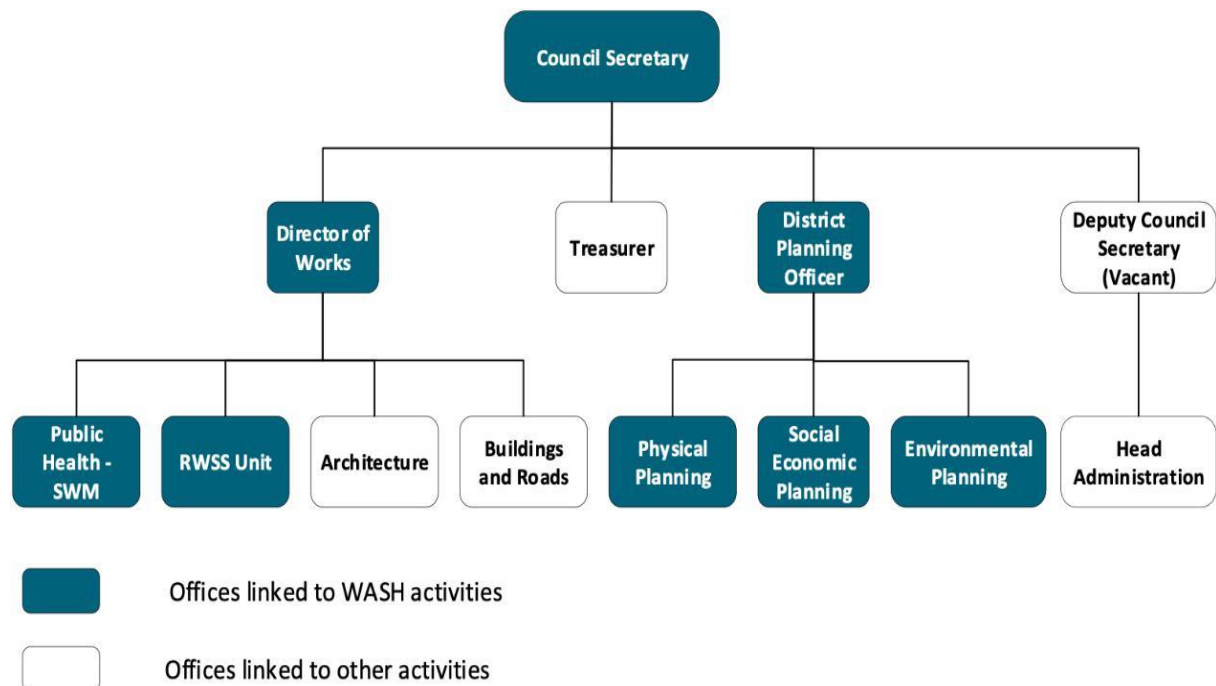 Council Secretary
Director of
Works
Treasurer
District
Planning
Officer
Deputy Council
Secretary
(Vacant)
Public
Health -
SWM
RWSS Unit
Architecture
Buildings
and Roads
Physical
Planning
Social
Economic
Planning
Environmental
Planning
Head
Administration
Offices linked to WASH activities
Offices linked to other activities